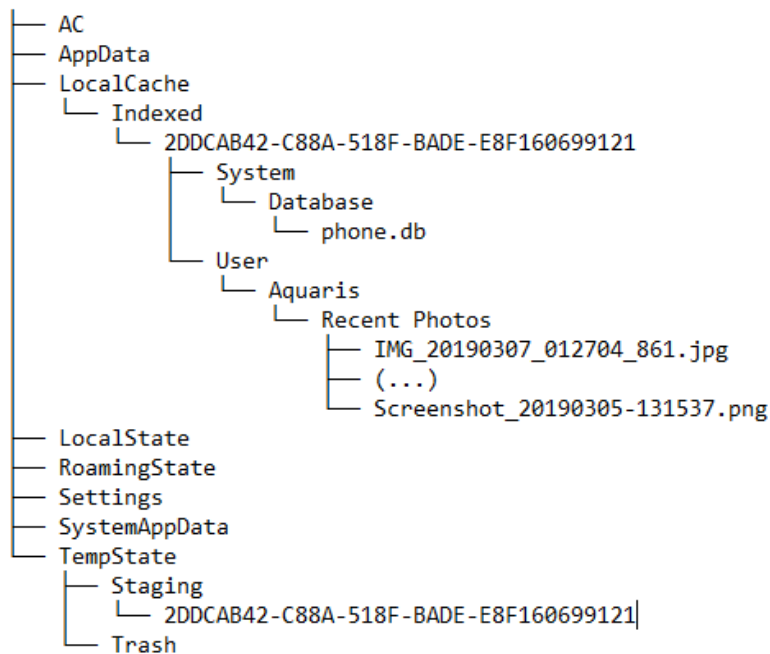 AC
AppData
LocalCache
Indexed
2DDCAB42-C88A-518F-BADE-E8F160699121
System
Database
phone.db
User
Aquaris
Recent Photos
IMG_20190307_012704_861.jpg
(...)
Screenshot_20190305-131537.png
LocalState
RoamingState
Settings
SystemAppData
TempState
Staging
2DDCAB42-C88A-518F-BADE-E8F160699121
Trash